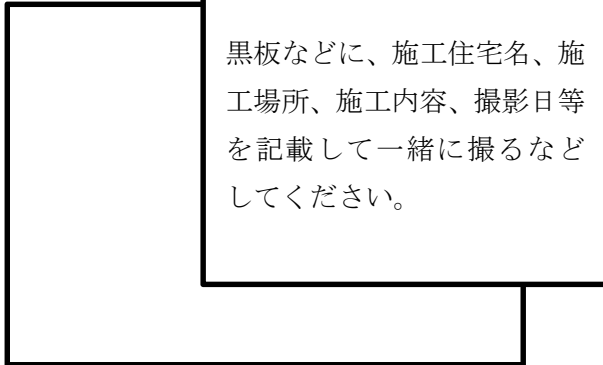 黒板などに、施工住宅名、施
工場所、施工内容、撮影日等
を記載して一緒に撮るなど
してください。